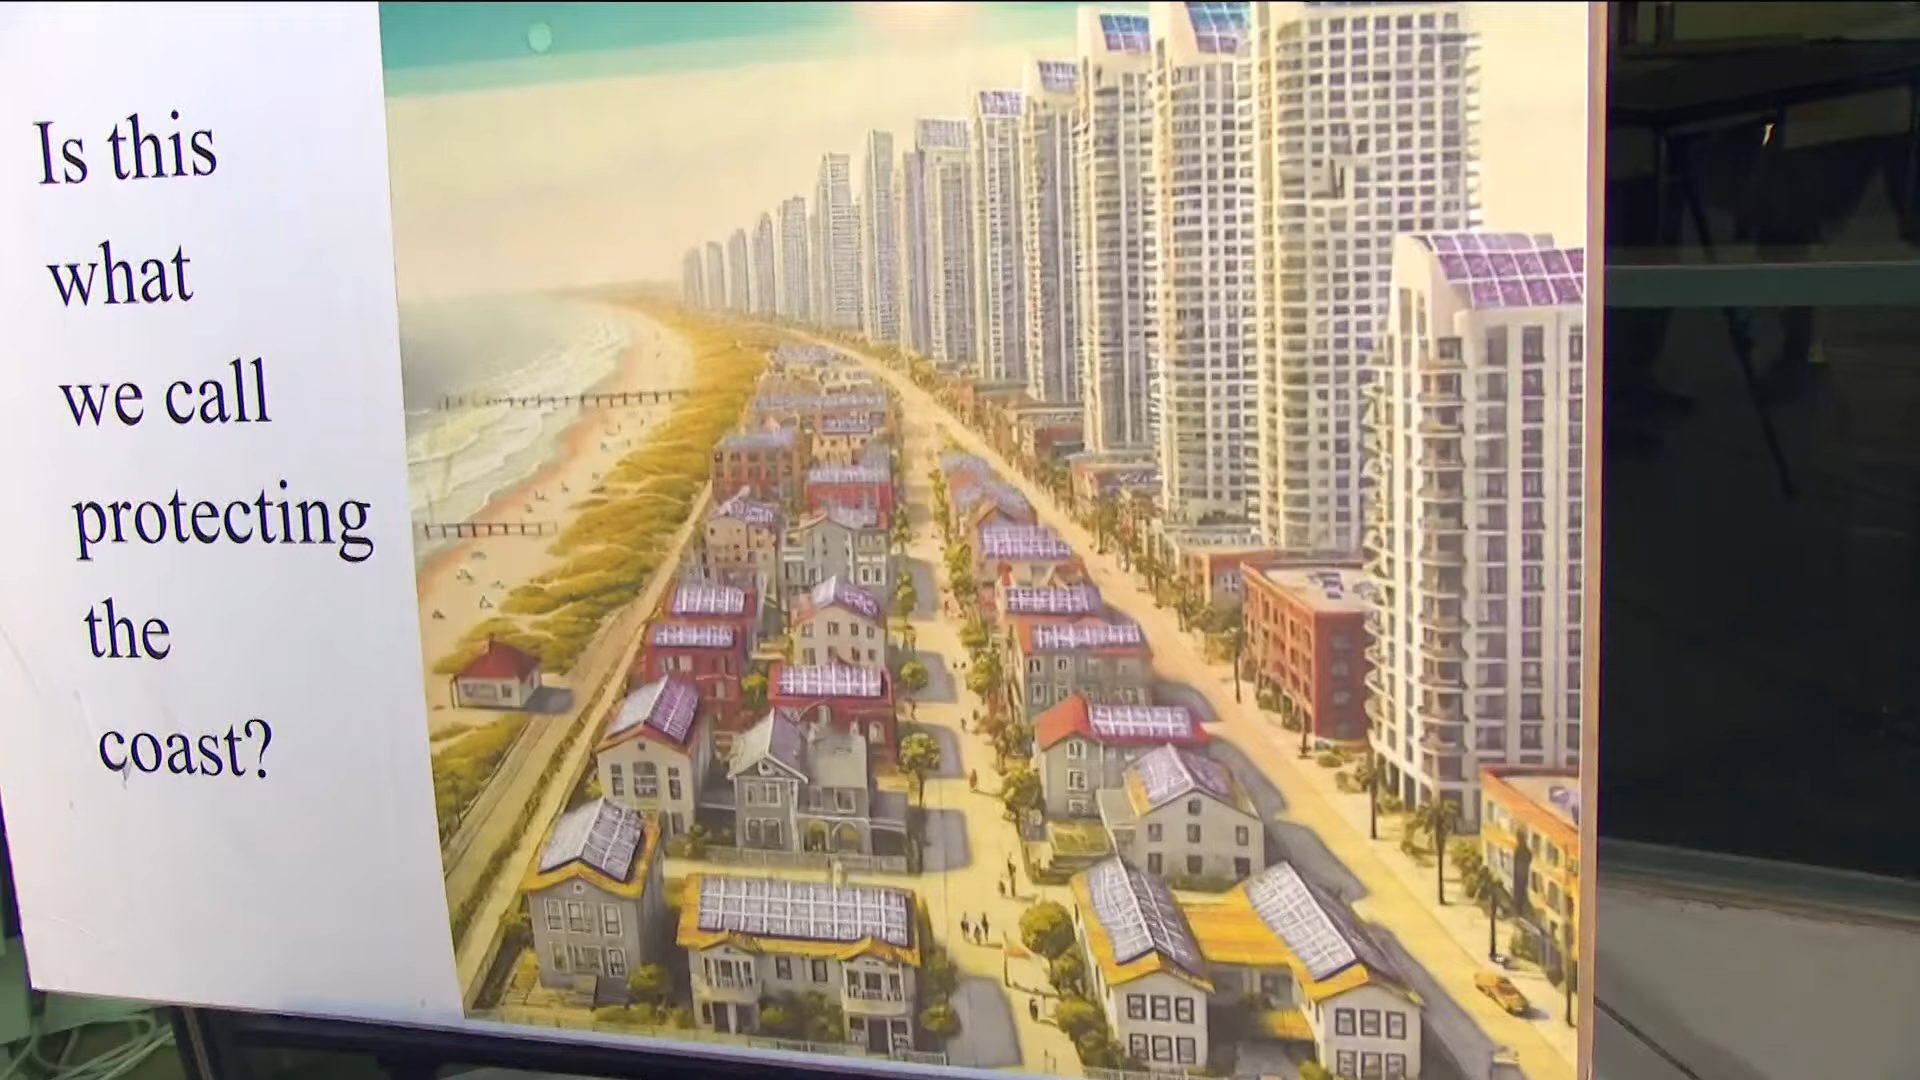 Is this
what
we call
protecting
the
coast?